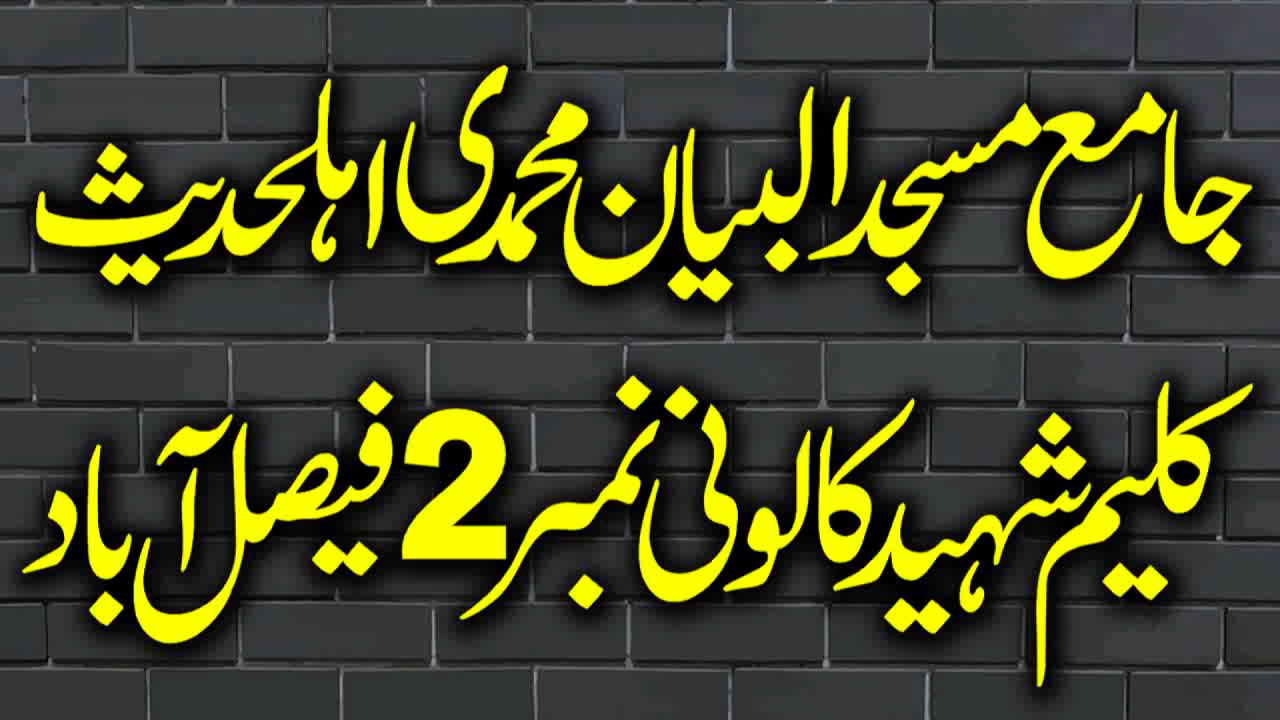 جامع مسجد البیان محمدی اہلحدیث
کلیم شہید کالونی نمبر 2 فیصل آباد